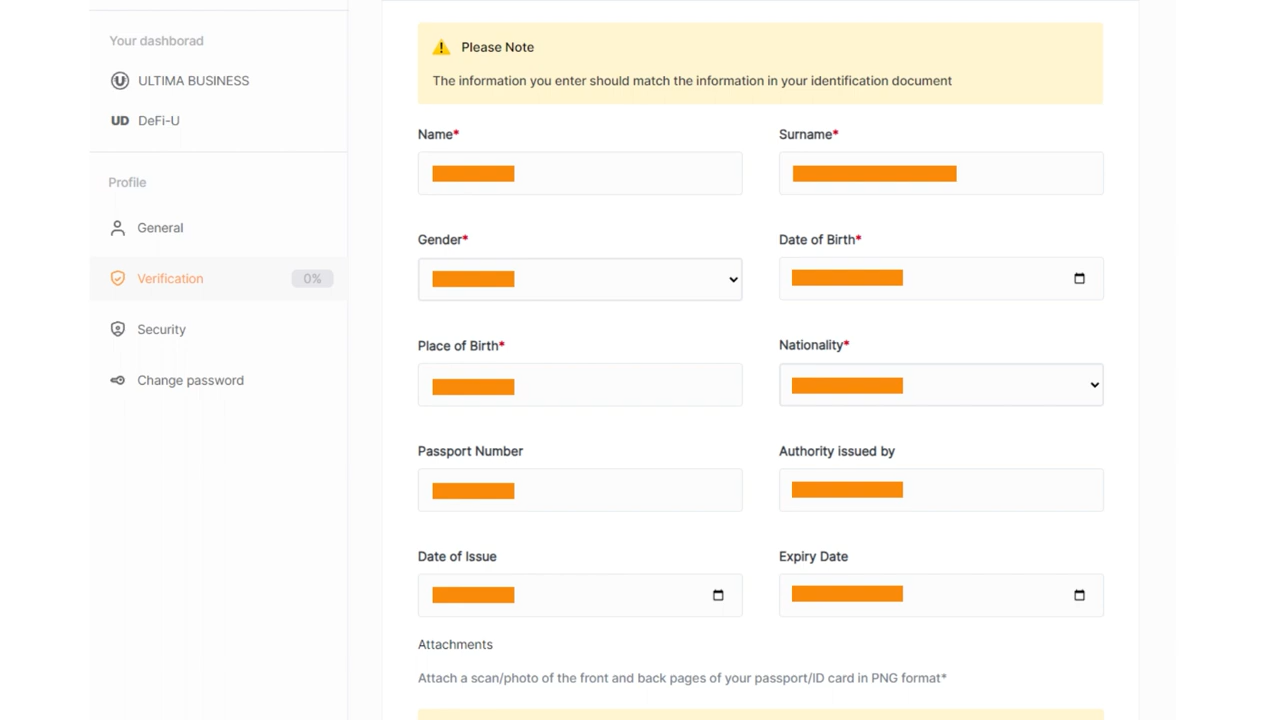 Your dashborad
ULTIMA BUSINESS
UD DeFi-U
Profile
General
Verification 0%
Security
Change password
Please Note
The information you enter should match the information in your identification document
Name* Surname*
Gender* Date of Birth*
Place of Birth* Nationality*
Passport Number Authority issued by
Date of Issue Expiry Date
Attachments
Attach a scan/photo of the front and back pages of your passport/ID card in PNG format*